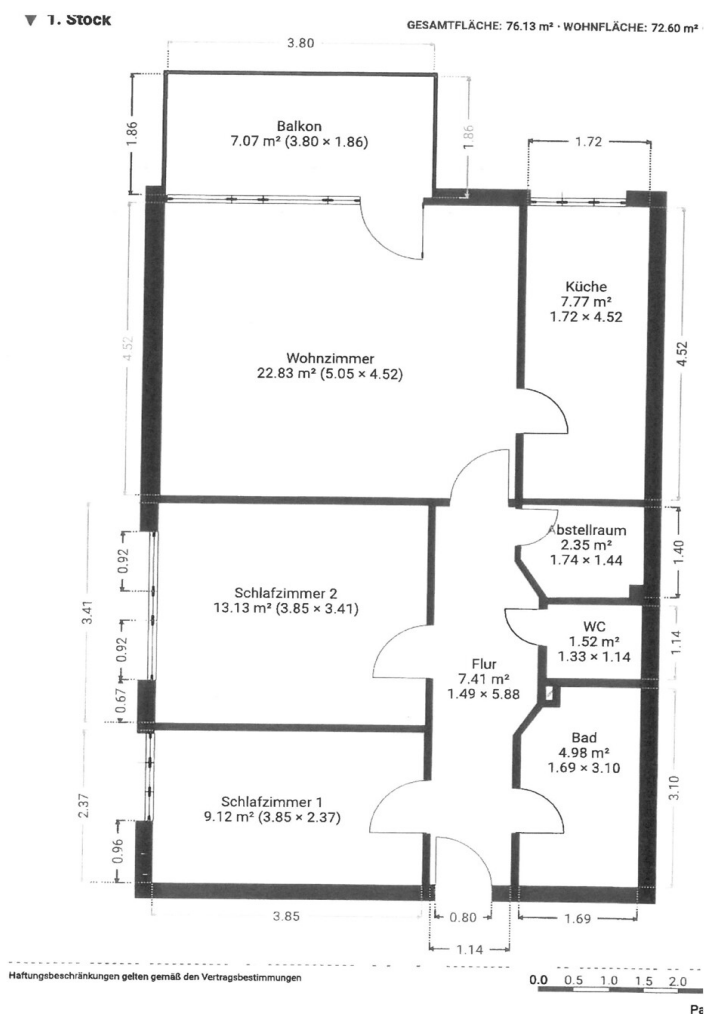 ▼ 1. Stock
GESAMTFLÄCHE: 76.13 m² · WOHNFLÄCHE: 72.60 m² ·
3.80
1.86
Balkon
7.07 m² (3.80 × 1.86)
1.86
1.72
4.52
Küche
7.77 m²
1.72 × 4.52
4.52
Wohnzimmer
22.83 m² (5.05 × 4.52)
Abstellraum
2.35 m²
1.74 × 1.44
1.40
0.92
3.41
Schlafzimmer 2
13.13 m² (3.85 × 3.41)
0.92
WC
1.52 m²
1.33 × 1.14
1.14
0.67
Flur
7.41 m²
1.49 × 5.88
Bad
4.98 m²
1.69 × 3.10
3.10
2.37
Schlafzimmer 1
9.12 m² (3.85 × 2.37)
0.96
3.85
0.80
1.69
1.14
Haftungsbeschränkungen gelten gemäß den Vertragsbestimmungen
0.0 0.5 1.0 1.5 2.0
Pa